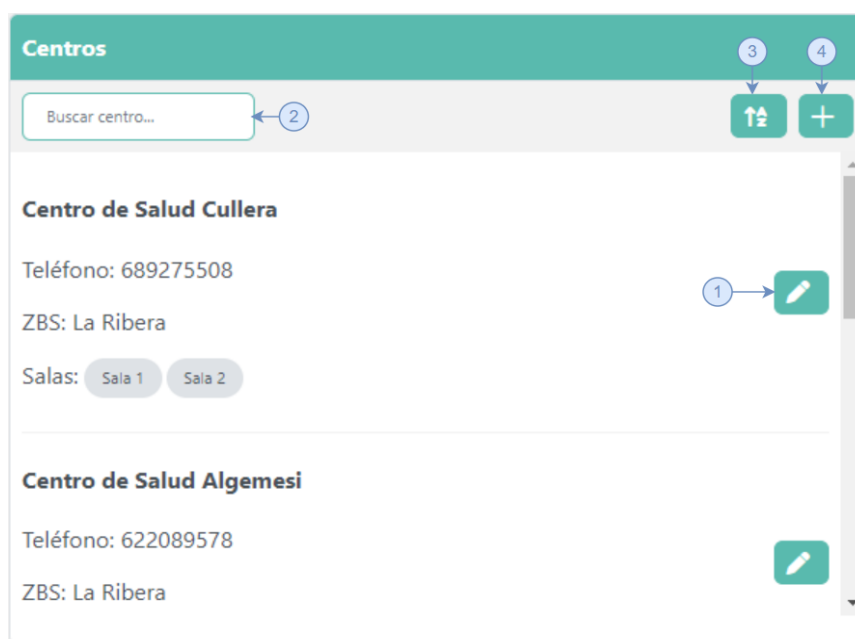 Centros
3
4
Buscar centro...
2
Centro de Salud Cullera
Teléfono: 689275508
1
ZBS: La Ribera
Salas: Sala 1 Sala 2
Centro de Salud Algemesi
Teléfono: 622089578
ZBS: La Ribera